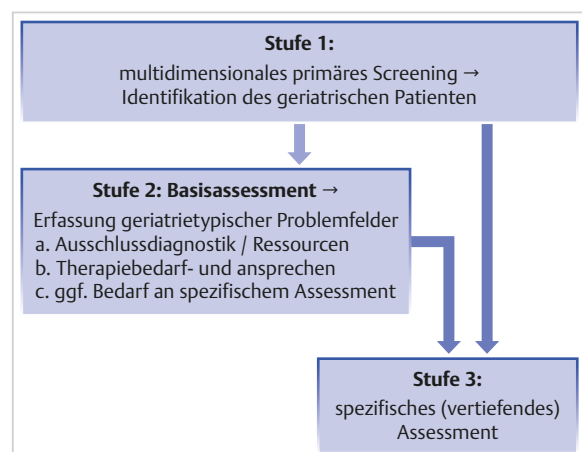 Stufe 1:
multidimensionales primäres Screening →
Identifikation des geriatrischen Patienten
Stufe 2: Basisassessment →
Erfassung geriatrietypischer Problemfelder
a. Ausschlussdiagnostik / Ressourcen
b. Therapiebedarf- und ansprechen
c. ggf. Bedarf an spezifischem Assessment
Stufe 3:
spezifisches (vertiefendes)
Assessment